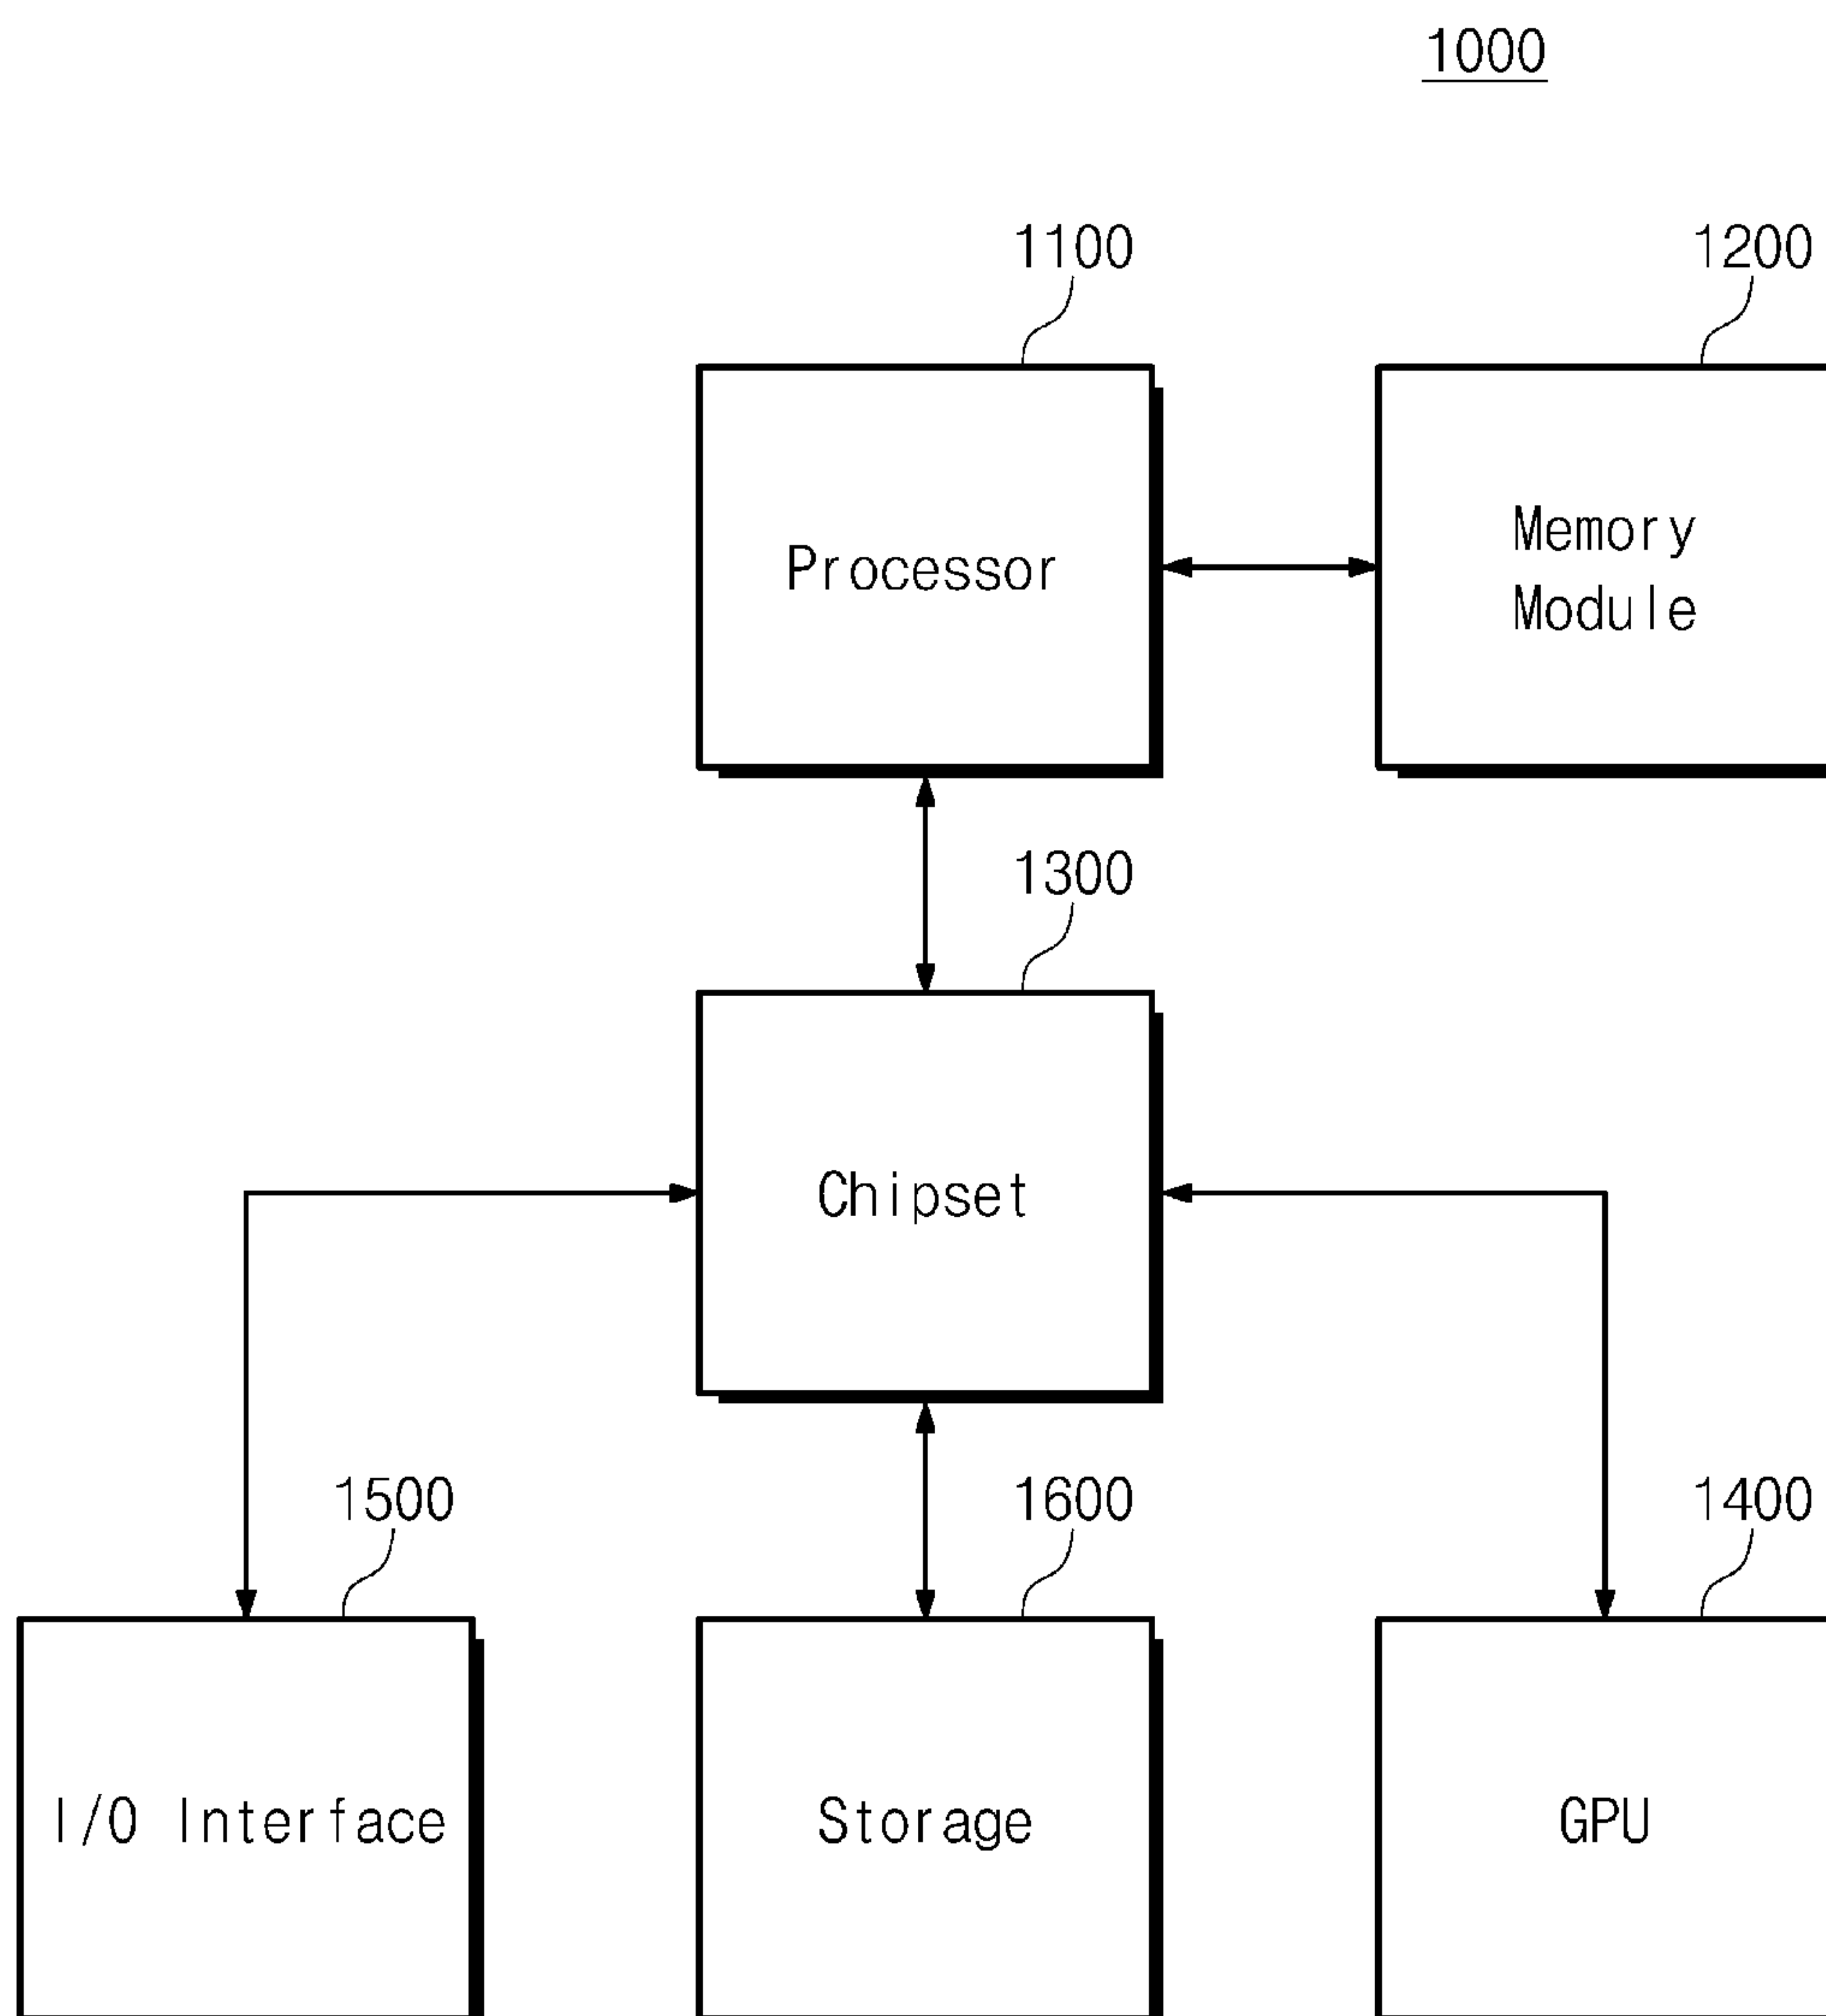 1000
1100
1200
Processor
Memory
Module
1300
Chipset
1500
1600
1400
I/O Interface
Storage
GPU